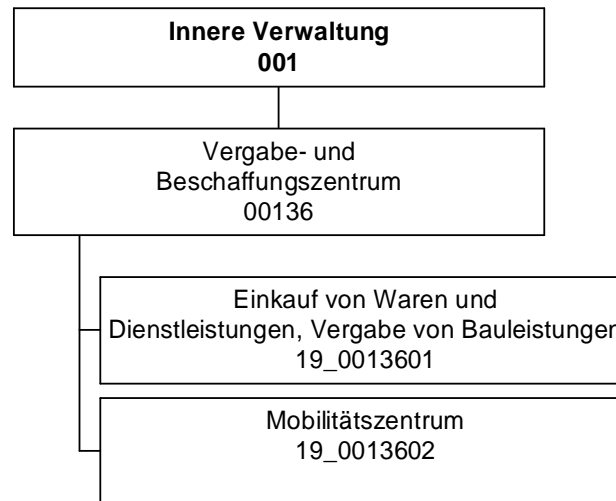 Innere Verwaltung
001
Vergabe- und
Beschaffungszentrum
00136
Einkauf von Waren und
Dienstleistungen, Vergabe von Bauleistungen
19_0013601
Mobilitätszentrum
19_0013602